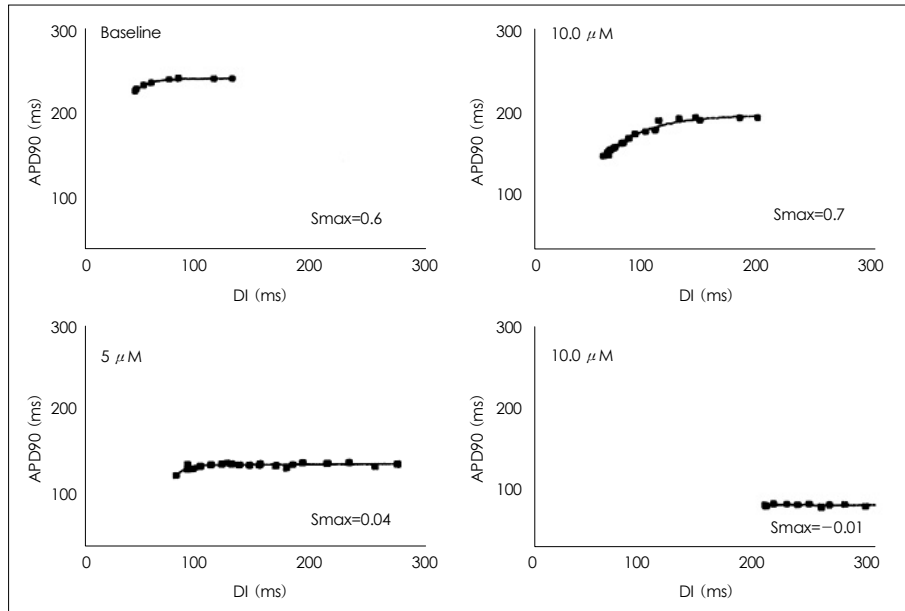 Baseline
300
200
100
APD90 (ms)
Smax=0.6
0 100 200 300
DI (ms)
10.0 μM
300
200
100
APD90 (ms)
Smax=0.7
0 100 200 300
DI (ms)
5 μM
300
200
100
APD90 (ms)
Smax=0.04
0 100 200 300
DI (ms)
10.0 μM
300
200
100
APD90 (ms)
Smax=−0.01
0 100 200 300
DI (ms)